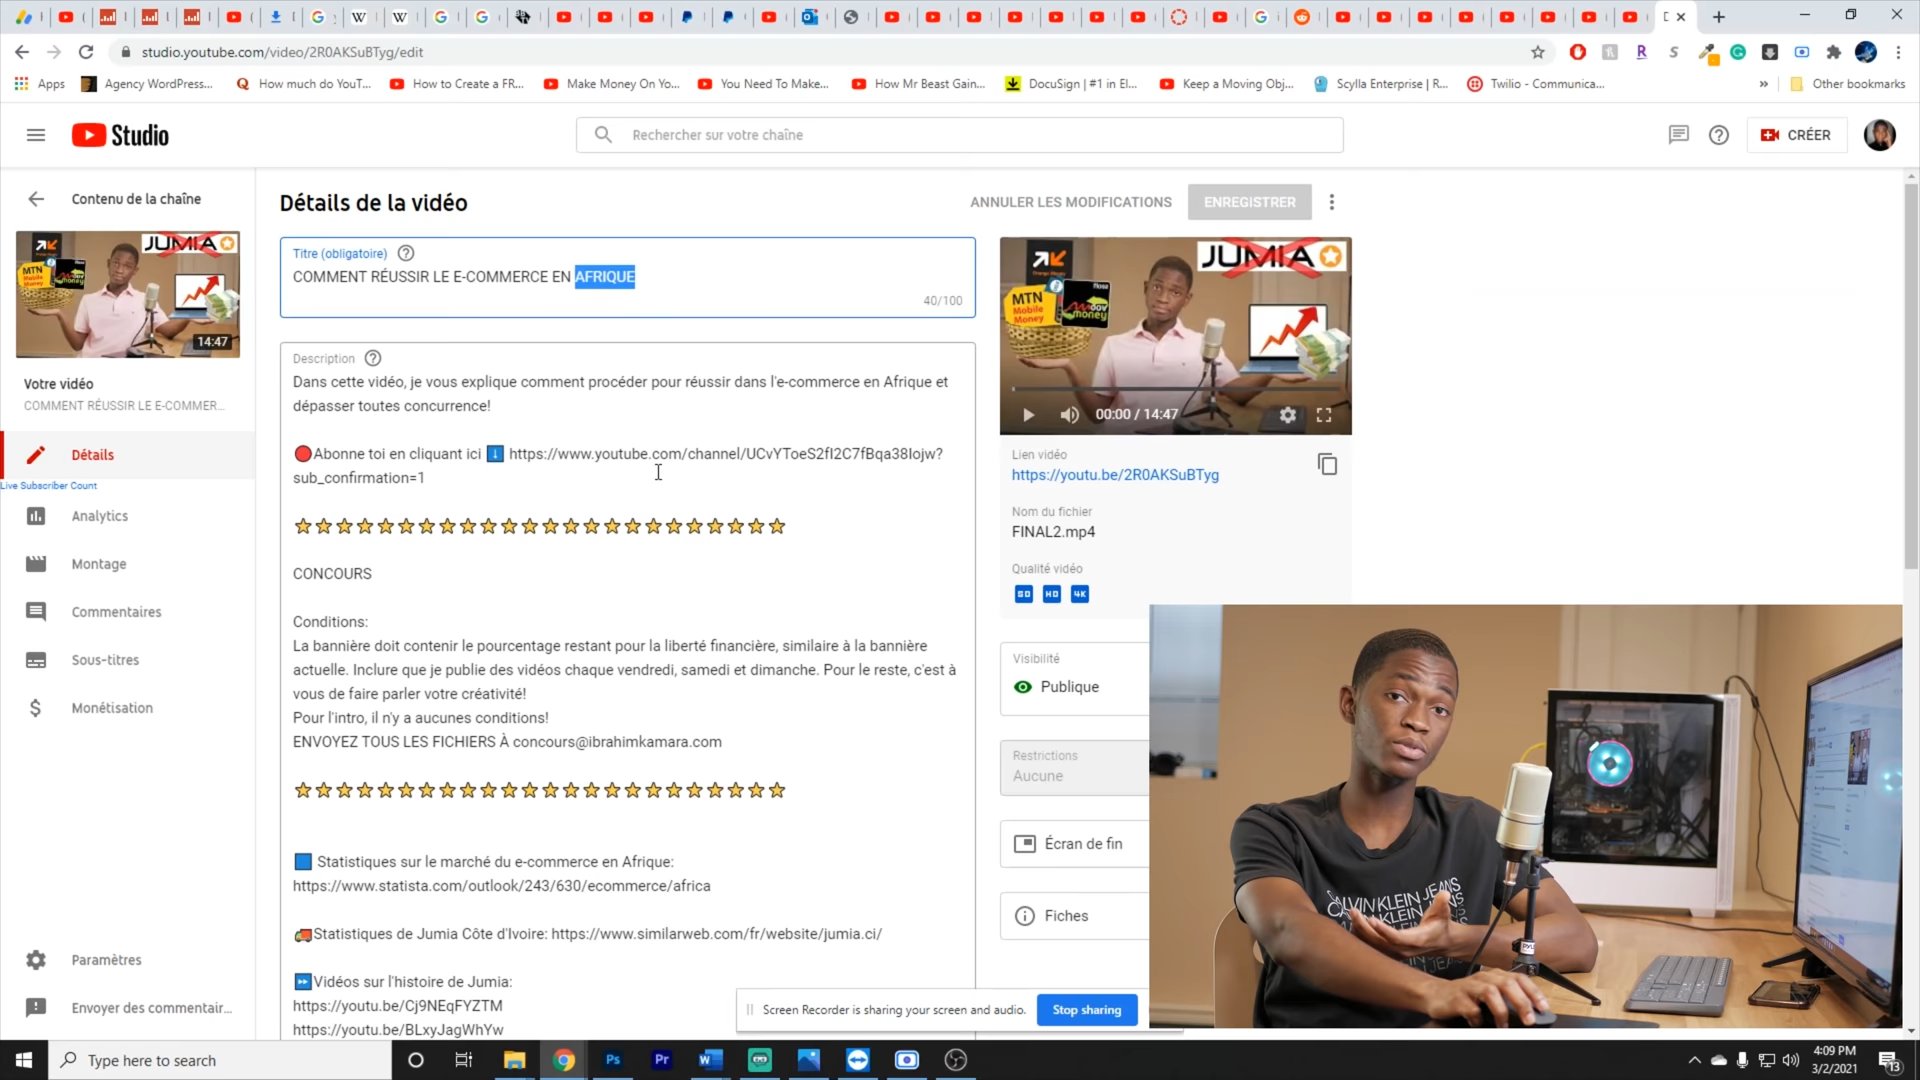 studio.youtube.com/video/2R0AKSuBTyg/edit
Apps
Agency WordPress...
How much do YouT...
How to Create a FR...
Make Money On Yo...
You Need To Make...
How Mr Beast Gain...
DocuSign | #1 in El...
Keep a Moving Obj...
Scylla Enterprise | R...
Twilio - Communica...
Other bookmarks
Studio
Rechercher sur votre chaîne
CRÉER
Contenu de la chaîne
JUMIA
MTN
14:47
Votre vidéo
COMMENT RÉUSSIR LE E-COMMER...
Détails
Live Subscriber Count
Analytics
Montage
Commentaires
Sous-titres
Monétisation
Paramètres
Envoyer des commentair...
Détails de la vidéo
ANNULER LES MODIFICATIONS
ENREGISTRER
Titre (obligatoire)
COMMENT RÉUSSIR LE E-COMMERCE EN AFRIQUE
40/100
Description
Dans cette vidéo, je vous explique comment procéder pour réussir dans l'e-commerce en Afrique et
dépasser toutes concurrence!
🔴Abonne toi en cliquant ici ⬇ https://www.youtube.com/channel/UCvYToeS2fI2C7fBqa38Iojw?
sub_confirmation=1
CONCOURS
Conditions:
La bannière doit contenir le pourcentage restant pour la liberté financière, similaire à la bannière
actuelle. Inclure que je publie des vidéos chaque vendredi, samedi et dimanche. Pour le reste, c'est à
vous de faire parler votre créativité!
Pour l'intro, il n'y a aucunes conditions!
ENVOYEZ TOUS LES FICHIERS À concours@ibrahimkamara.com
Statistiques sur le marché du e-commerce en Afrique:
https://www.statista.com/outlook/243/630/ecommerce/africa
Statistiques de Jumia Côte d'Ivoire: https://www.similarweb.com/fr/website/jumia.ci/
Vidéos sur l'histoire de Jumia:
https://youtu.be/Cj9NEqFYZTM
https://youtu.be/BLxyJagWhYw
JUMIA
MTN
Mobile
Money
moov
money
00:00 / 14:47
Lien vidéo
https://youtu.be/2R0AKSuBTyg
Nom du fichier
FINAL2.mp4
Qualité vidéo
SD HD 4K
Visibilité
Publique
Restrictions
Aucune
Écran de fin
Fiches
CALVIN KLEIN JEANS
Screen Recorder is sharing your screen and audio.
Stop sharing
Type here to search
Ps
Pr
4:09 PM
3/2/2021
13